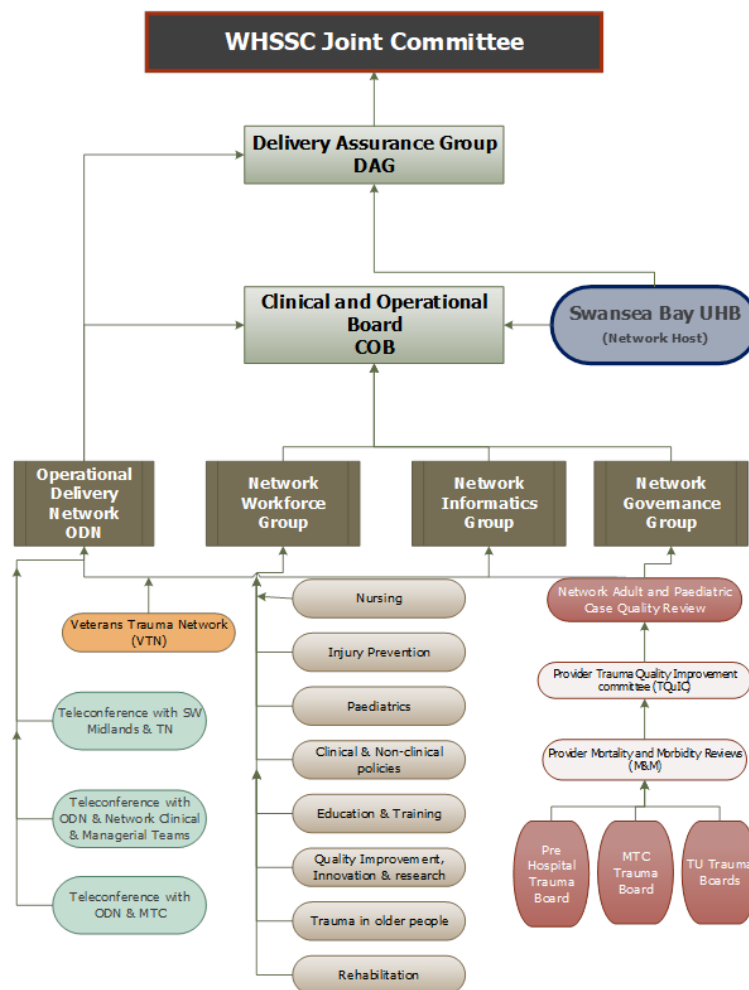 WHSSC Joint Committee
Delivery Assurance Group
DAG
Clinical and Operational
Board
COB
Swansea Bay UHB
(Network Host)
Operational
Delivery
Network
ODN
Network
Workforce
Group
Network
Informatics
Group
Network
Governance
Group
Veterans Trauma Network
(VTN)
Teleconference with SW
Midlands & TN
Teleconference with
ODN & Network Clinical
& Managerial Teams
Teleconference with
ODN & MTC
Nursing
Injury Prevention
Paediatrics
Clinical & Non-clinical
policies
Education & Training
Quality Improvement,
Innovation & research
Trauma in older people
Rehabilitation
Network Adult and Paediatric
Case Quality Review
Provider Trauma Quality Improvement
committee (TQuIC)
Provider Mortality and Morbidity Reviews
(M&M)
Pre
Hospital
Trauma
Board
MTC
Trauma
Board
TU Trauma
Boards